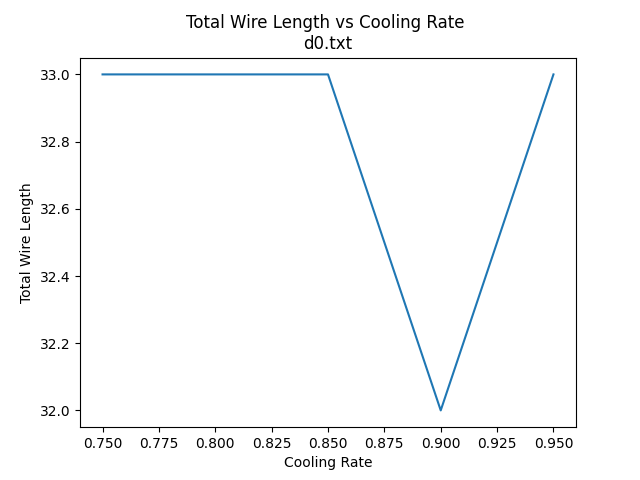 Total Wire Length vs Cooling Rate
d0.txt
Total Wire Length
33.0
32.8
32.6
32.4
32.2
32.0
0.750 0.775 0.800 0.825 0.850 0.875 0.900 0.925 0.950
Cooling Rate